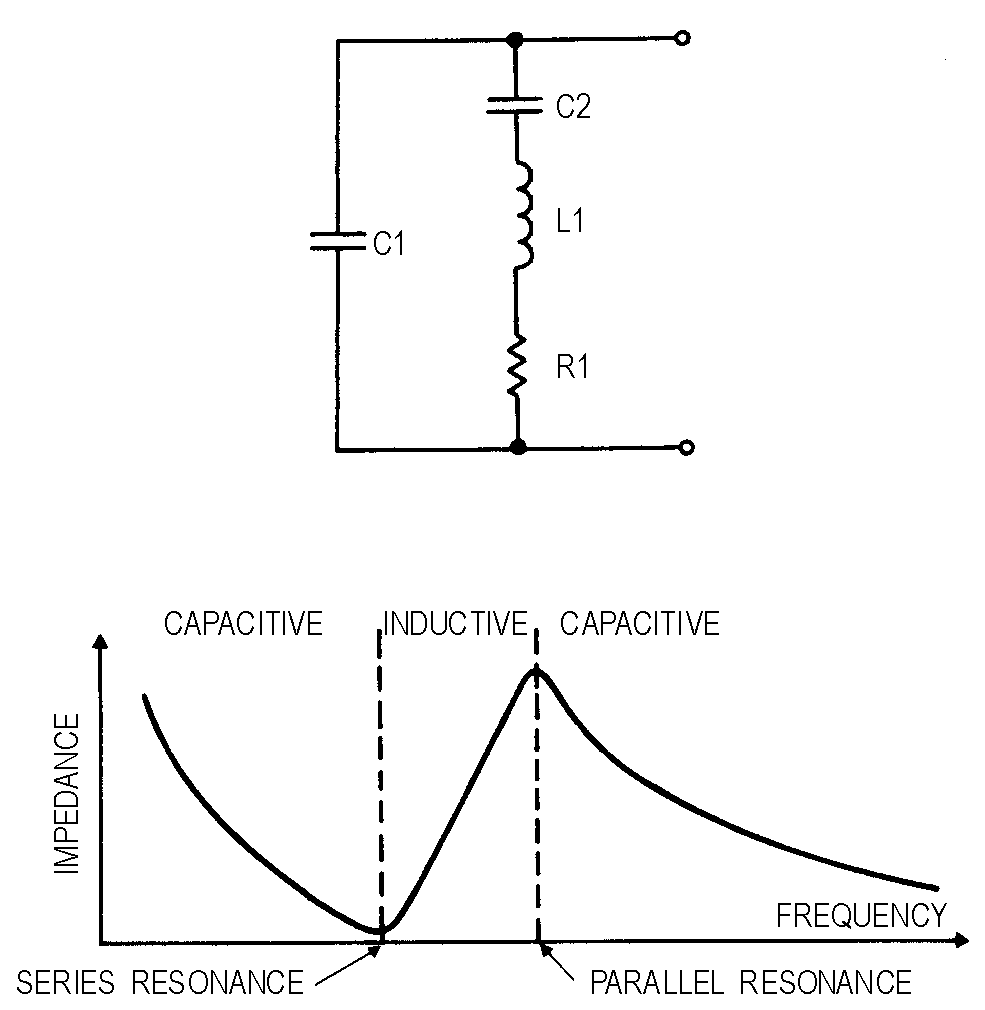 C2
L1
C1
R1
CAPACITIVE INDUCTIVE CAPACITIVE
IMPEDANCE
FREQUENCY
SERIES RESONANCE PARALLEL RESONANCE